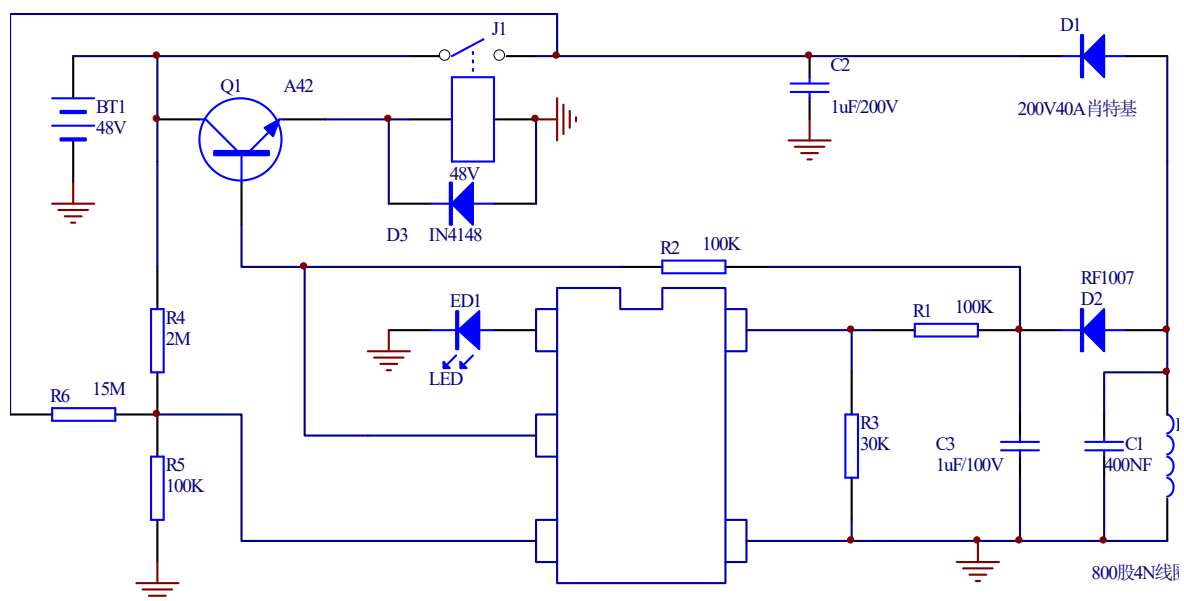 J1
D1
Q1
A42
BT1
48V
C2
1uF/200V
200V40A肖特基
48V
D3
IN4148
R2
100K
RF1007
D2
ED1
R1
100K
R4
2M
LED
R6
15M
R3
30K
C3
1uF/100V
C1
400NF
R5
100K
800股4N线